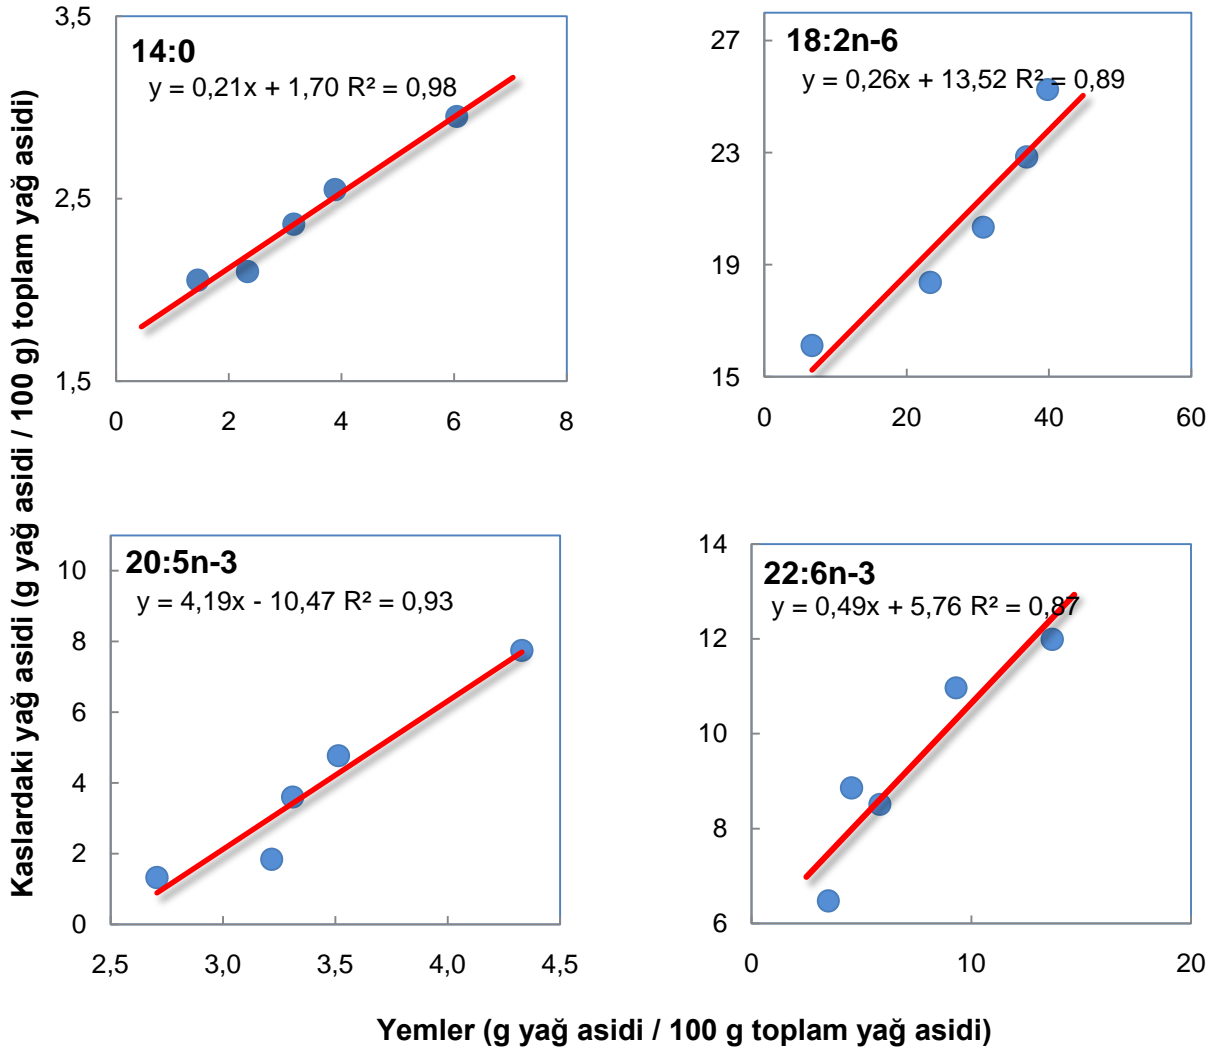 Kaslardaki yağ asidi (g yağ asidi / 100 g) toplam yağ asidi)
3,5
2,5
1,5
14:0
y = 0,21x + 1,70 R² = 0,98
0 2 4 6 8
27
23
19
15
18:2n-6
y = 0,26x + 13,52 R² = 0,89
0 20 40 60
10
8
6
4
2
0
20:5n-3
y = 4,19x - 10,47 R² = 0,93
2,5 3,0 3,5 4,0 4,5
14
12
10
8
6
22:6n-3
y = 0,49x + 5,76 R² = 0,87
0 10 20
Yemler (g yağ asidi / 100 g toplam yağ asidi)